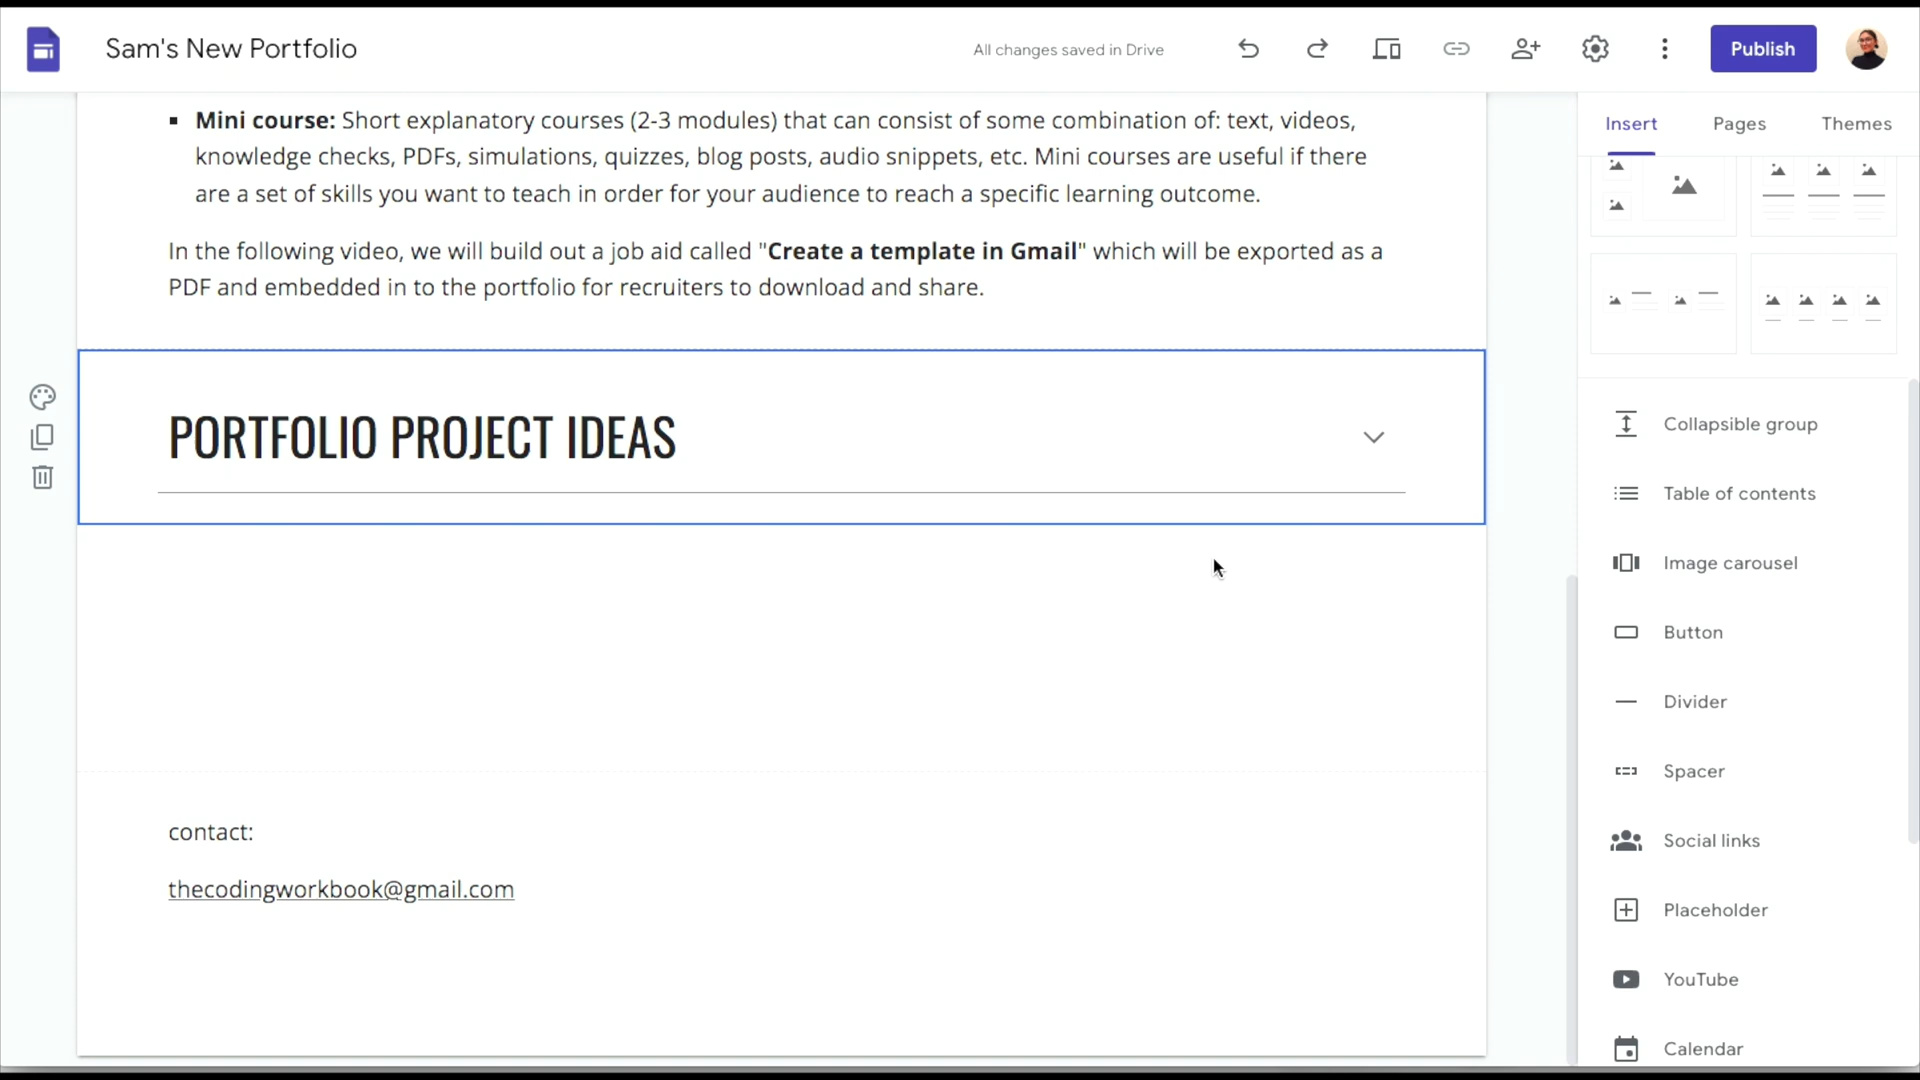 Sam's New Portfolio
All changes saved in Drive
Publish
Insert
Pages
Themes
Mini course: Short explanatory courses (2-3 modules) that can consist of some combination of: text, videos,
knowledge checks, PDFs, simulations, quizzes, blog posts, audio snippets, etc. Mini courses are useful if there
are a set of skills you want to teach in order for your audience to reach a specific learning outcome.
In the following video, we will build out a job aid called "Create a template in Gmail" which will be exported as a
PDF and embedded in to the portfolio for recruiters to download and share.
PORTFOLIO PROJECT IDEAS
contact:
thecodingworkbook@gmail.com
Collapsible group
Table of contents
Image carousel
Button
Divider
Spacer
Social links
Placeholder
YouTube
Calendar